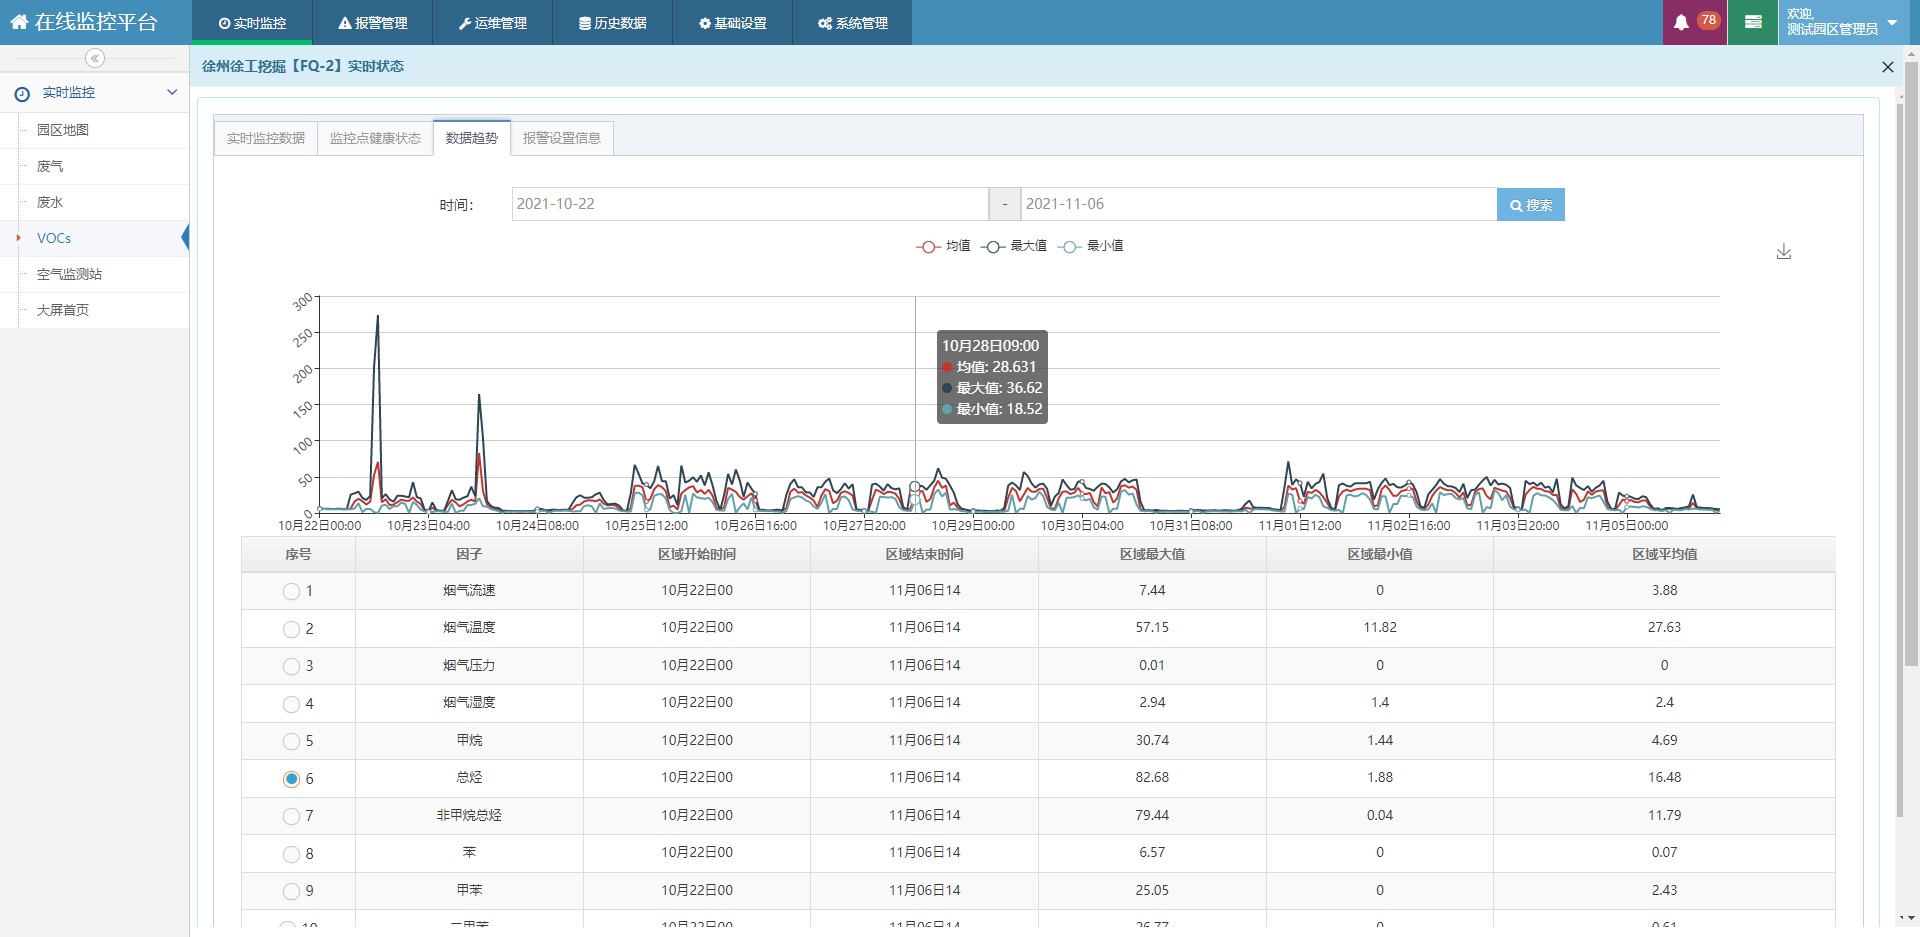 在线监控平台
实时监控
报警管理
运维管理
历史数据
基础设置
系统管理
78
欢迎,
测试园区管理员
实时监控
园区地图
废气
废水
VOCs
空气监测站
大屏首页
徐州徐工挖掘【FQ-2】实时状态
实时监控数据
监控点健康状态
数据趋势
报警设置信息
时间:
2021-10-22
-
2021-11-06
搜索
均值
最大值
最小值
300
250
200
150
100
50
0
10月28日09:00
均值: 28.631
最大值: 36.62
最小值: 18.52
10月22日00:00
10月23日04:00
10月24日08:00
10月25日12:00
10月26日16:00
10月27日20:00
10月29日00:00
10月30日04:00
10月31日08:00
11月01日12:00
11月02日16:00
11月03日20:00
11月05日00:00
序号 因子 区域开始时间 区域结束时间 区域最大值 区域最小值 区域平均值
1 烟气流速 10月22日00 11月06日14 7.44 0 3.88
2 烟气温度 10月22日00 11月06日14 57.15 11.82 27.63
3 烟气压力 10月22日00 11月06日14 0.01 0 0
4 烟气湿度 10月22日00 11月06日14 2.94 1.4 2.4
5 甲烷 10月22日00 11月06日14 30.74 1.44 4.69
6 总烃 10月22日00 11月06日14 82.68 1.88 16.48
7 非甲烷总烃 10月22日00 11月06日14 79.44 0.04 11.79
8 苯 10月22日00 11月06日14 6.57 0 0.07
9 甲苯 10月22日00 11月06日14 25.05 0 2.43
10 二甲苯 10月22日00 11月06日14 26.77 0 0.61